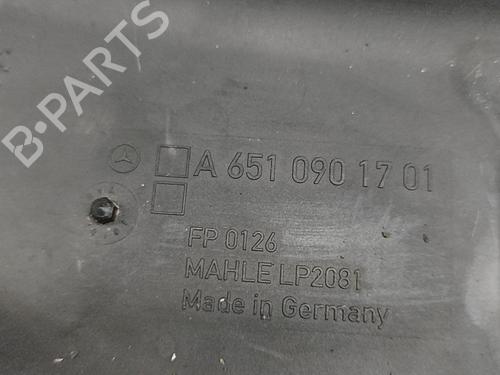 B-PARTS
A 651 090 17 01
FP 0126
MAHLE LP2081
Made in Germany